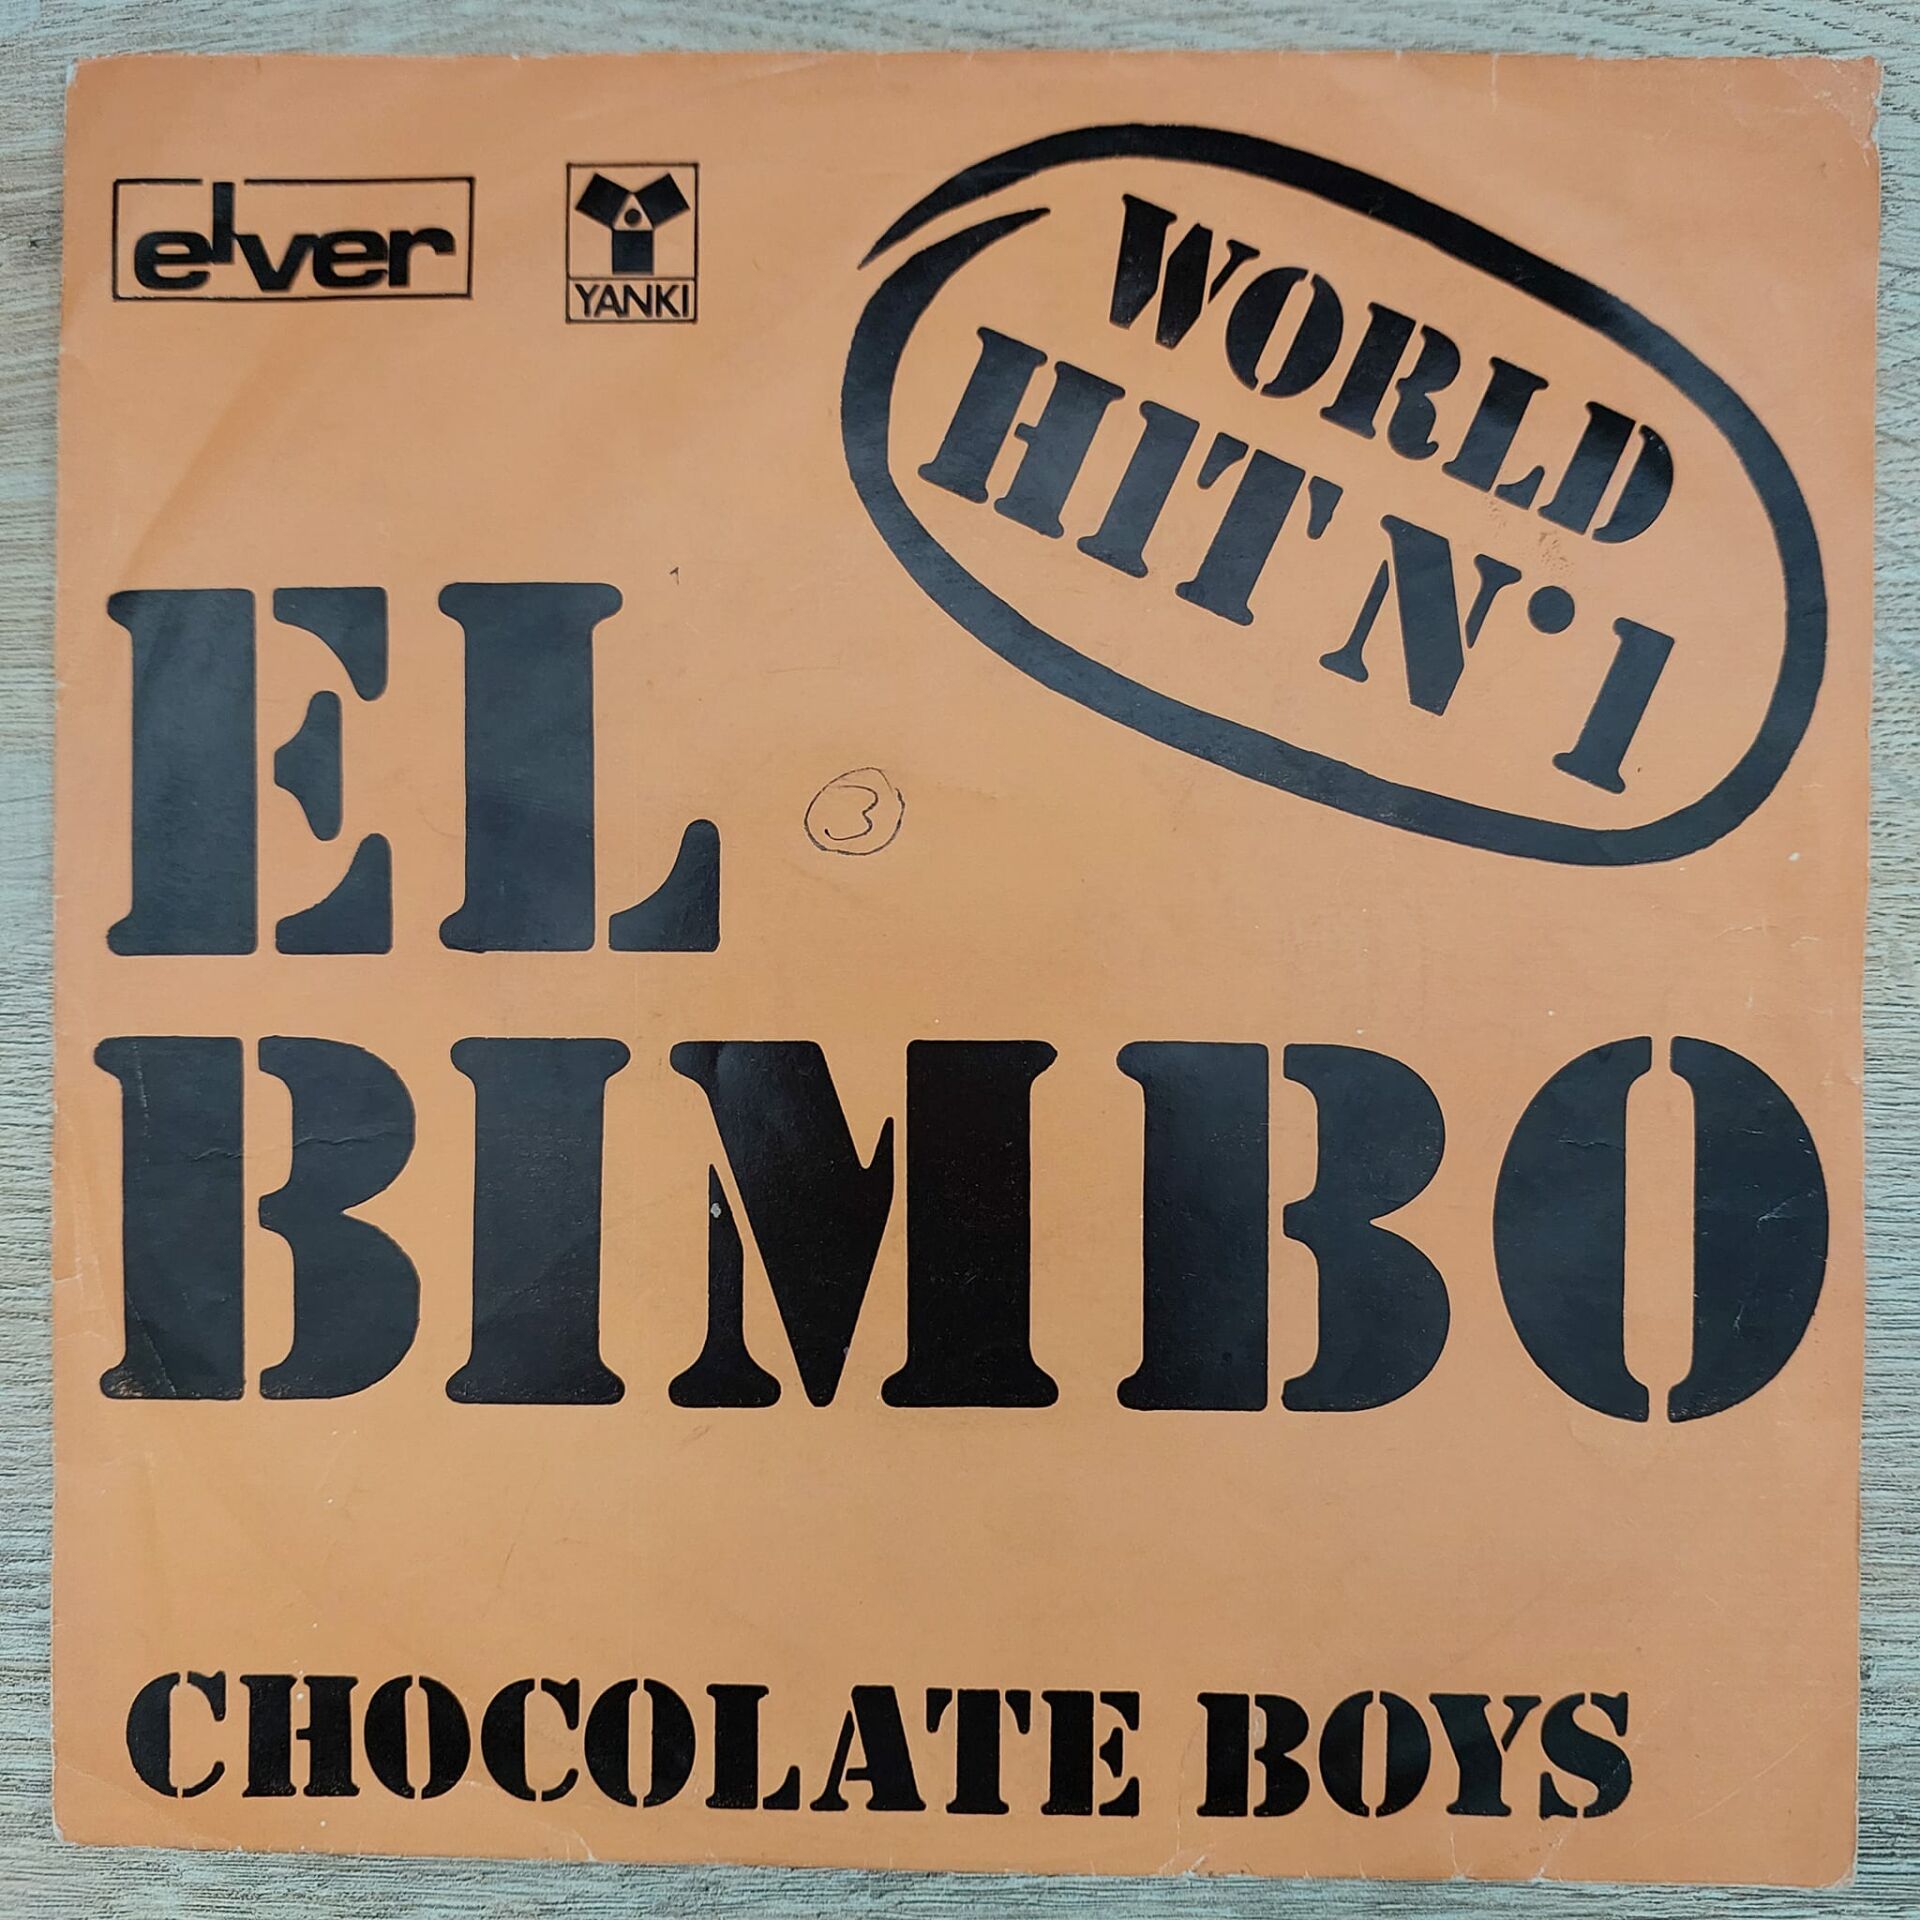 elver
YANKI
WORLD
HIT N°1
EL
3
BIMBO
CHOCOLATE BOYS